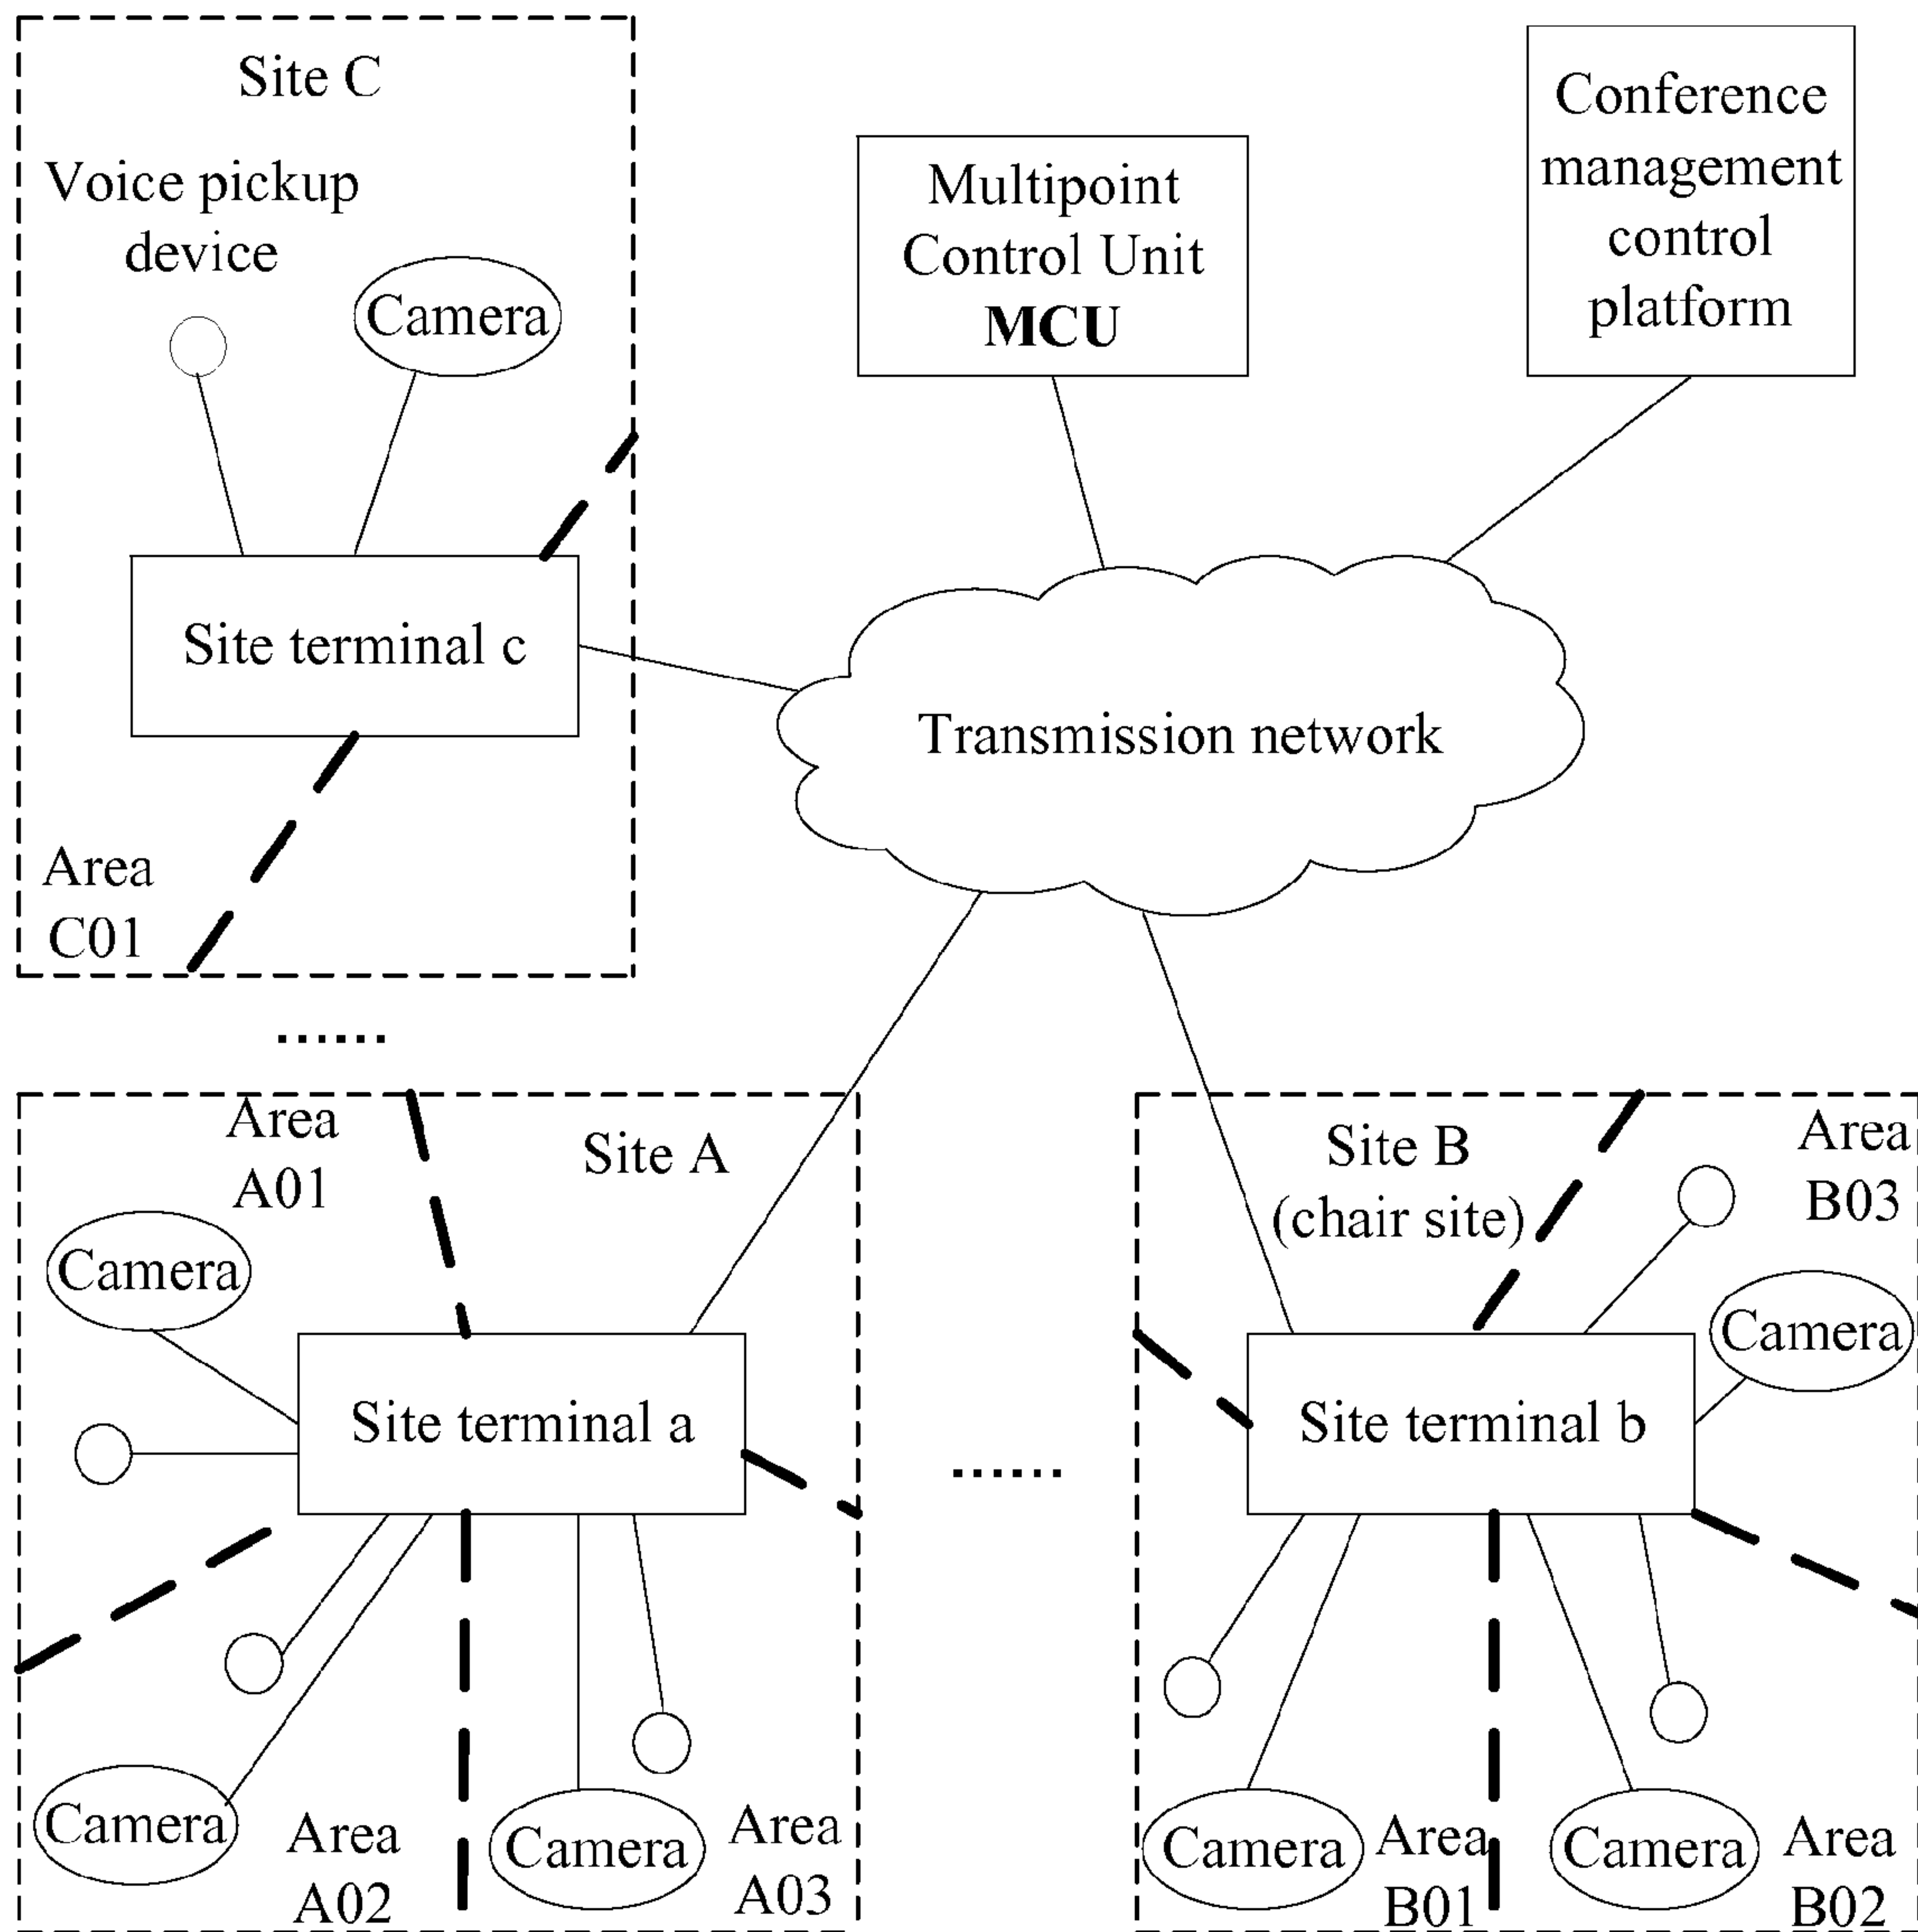 Site C
Voice pickup
device
Camera
Site terminal c
Area
C01
......
Multipoint
Control Unit
MCU
Conference
management
control
platform
Transmission network
Area
A01
Site A
Camera
Site terminal a
Camera
Area
A02
Camera
Area
A03
......
Site B
(chair site)
Area
B03
Camera
Site terminal b
Camera
Area
B01
Camera
Area
B02